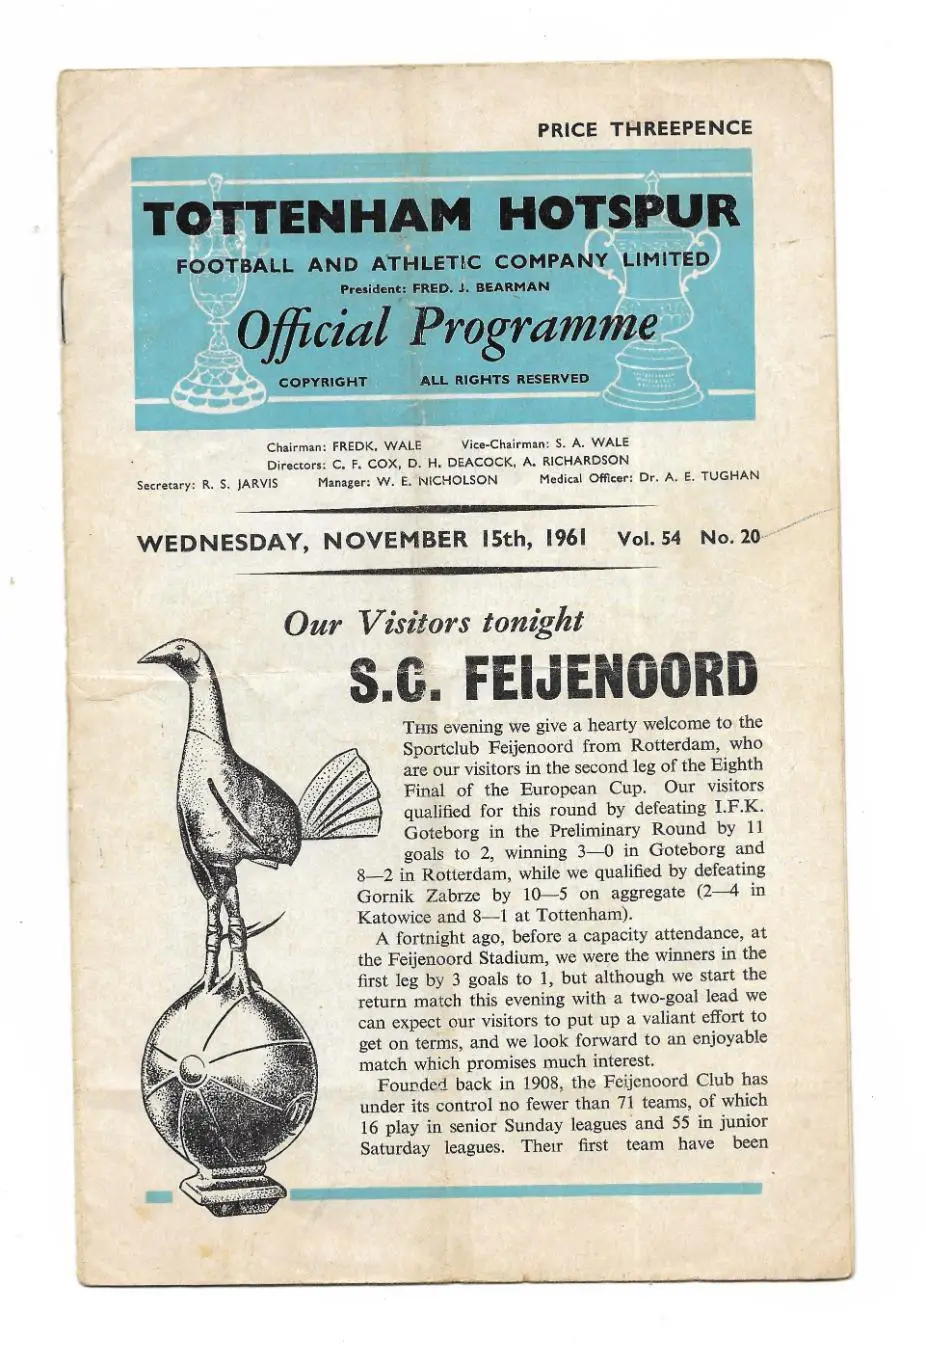 PRICE THREEPENCE
TOTTENHAM HOTSPUR
FOOTBALL AND ATHLETIC COMPANY LIMITED
President: FRED. J. BEARMAN
Official Programme
COPYRIGHT ALL RIGHTS RESERVED
Chairman: FREDK. WALE Vice-Chairman: S. A. WALE
Directors: C. F. COX, D. H. DEACOCK, A. RICHARDSON
Secretary: R. S. JARVIS Manager: W. E. NICHOLSON Medical Officer: Dr. A. E. TUGHAN
WEDNESDAY, NOVEMBER 15th, 1961 Vol. 54 No. 20
Our Visitors tonight
S.C. FEIJENOORD
THIS evening we give a hearty welcome to the
Sportclub Feijenoord from Rotterdam, who
are our visitors in the second leg of the Eighth
Final of the European Cup. Our visitors
qualified for this round by defeating I.F.K.
Goteborg in the Preliminary Round by 11
goals to 2, winning 3—0 in Goteborg and
8—2 in Rotterdam, while we qualified by defeating
Gornik Zabrze by 10—5 on aggregate (2—4 in
Katowice and 8—1 at Tottenham).
A fortnight ago, before a capacity attendance, at
the Feijenoord Stadium, we were the winners in the
first leg by 3 goals to 1, but although we start the
return match this evening with a two-goal lead we
can expect our visitors to put up a valiant effort to
get on terms, and we look forward to an enjoyable
match which promises much interest.
Founded back in 1908, the Feijenoord Club has
under its control no fewer than 71 teams, of which
16 play in senior Sunday leagues and 55 in junior
Saturday leagues. Their first team have been